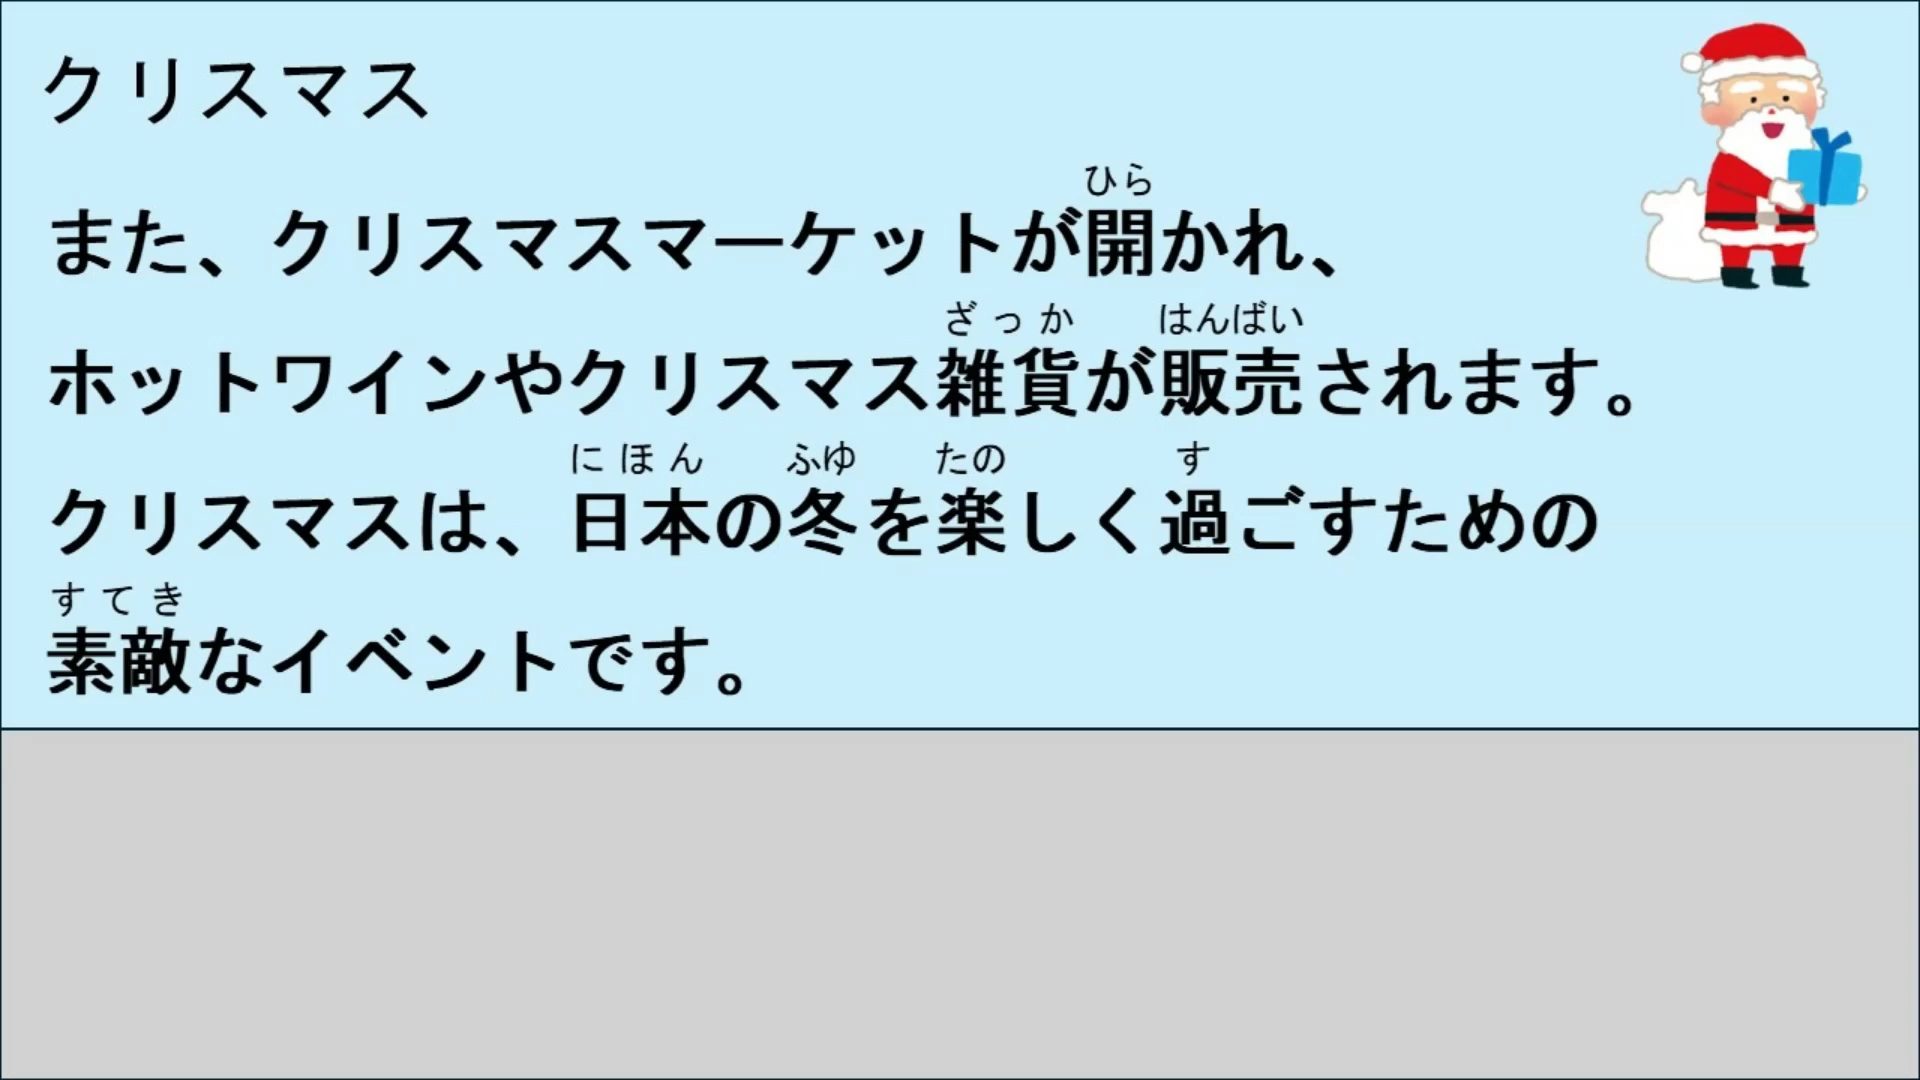 クリスマス
ひら
また、クリスマスマーケットが開かれ、
ざっか はんばい
ホットワインやクリスマス雑貨が販売されます。
にほん ふゆ たの す
クリスマスは、日本の冬を楽しく過ごすための
すてき
素敵なイベントです。